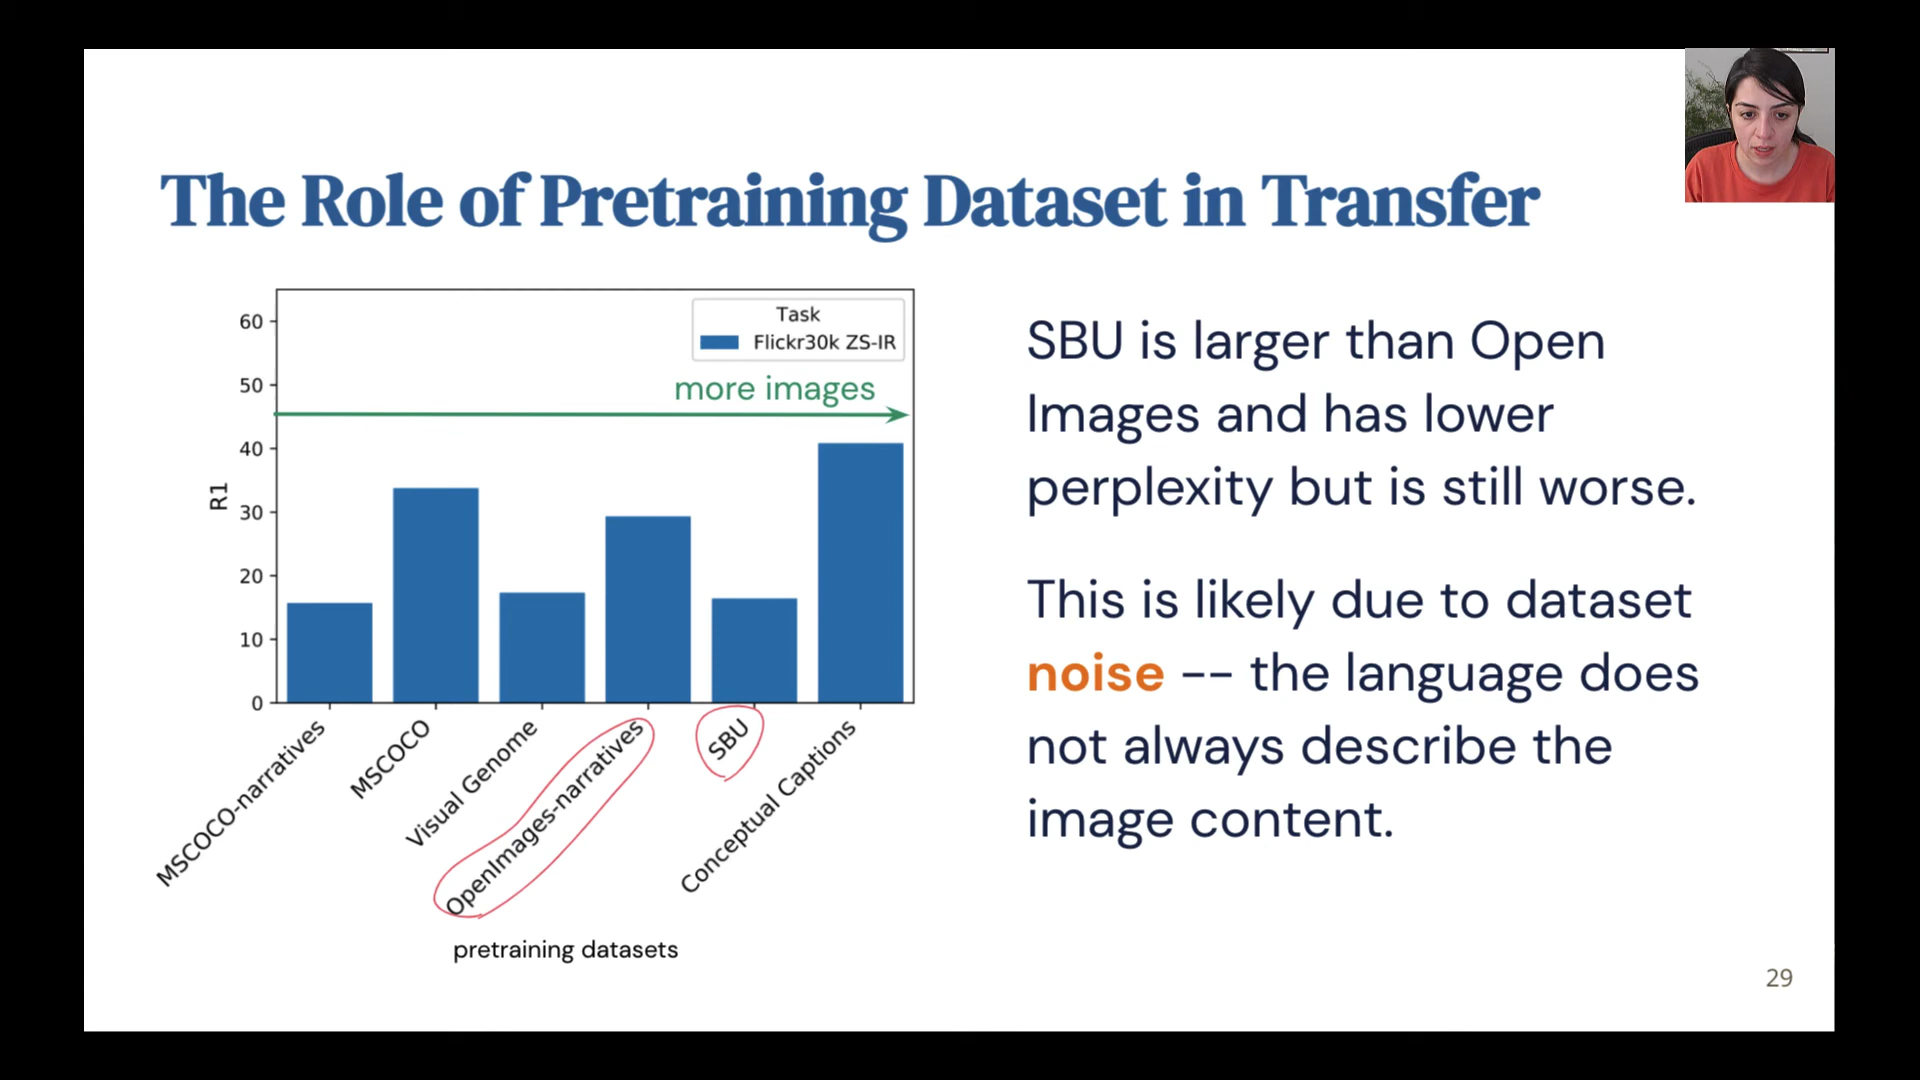 The Role of Pretraining Dataset in Transfer
Task
Flickr30k ZS-IR
more images
R1
60
50
40
30
20
10
0
MSCOCO-narratives
MSCOCO
Visual Genome
OpenImages-narratives
SBU
Conceptual Captions
pretraining datasets
SBU is larger than Open
Images and has lower
perplexity but is still worse.
This is likely due to dataset
noise -- the language does
not always describe the
image content.
29